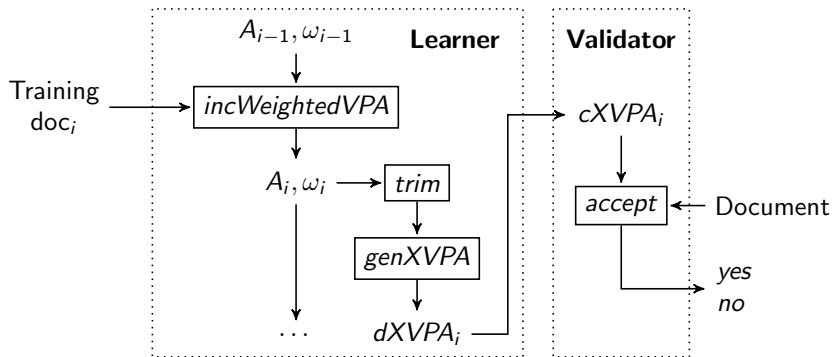 A_{i−1}, ω_{i−1}
Learner
Validator
Training
doc_i
incWeightedVPA
cXVPA_i
A_i, ω_i
trim
accept
Document
genXVPA
yes
no
···
dXVPA_i